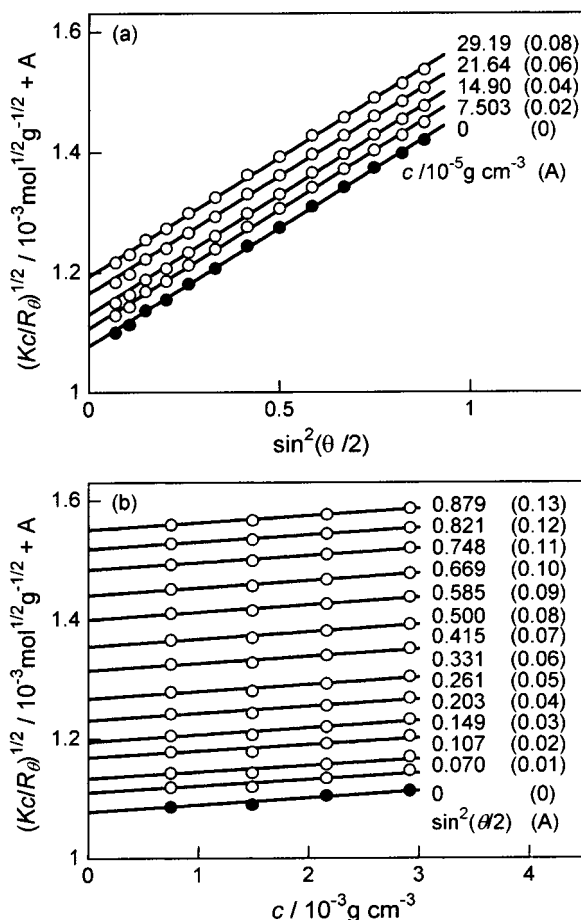 (a)
1.6
1.4
1.2
1
(Kc/Rθ)^1/2 / 10^-3mol^1/2g^-1/2 + A
29.19 (0.08)
21.64 (0.06)
14.90 (0.04)
7.503 (0.02)
0 (0)
c /10^-5g cm^-3 (A)
0 0.5 1
sin²(θ /2)
(b)
1.6
1.4
1.2
1
(Kc/Rθ)^1/2 / 10^-3mol^1/2g^-1/2 + A
0.879 (0.13)
0.821 (0.12)
0.748 (0.11)
0.669 (0.10)
0.585 (0.09)
0.500 (0.08)
0.415 (0.07)
0.331 (0.06)
0.261 (0.05)
0.203 (0.04)
0.149 (0.03)
0.107 (0.02)
0.070 (0.01)
0 (0)
sin²(θ/2) (A)
0 1 2 3 4
c / 10^-3g cm^-3